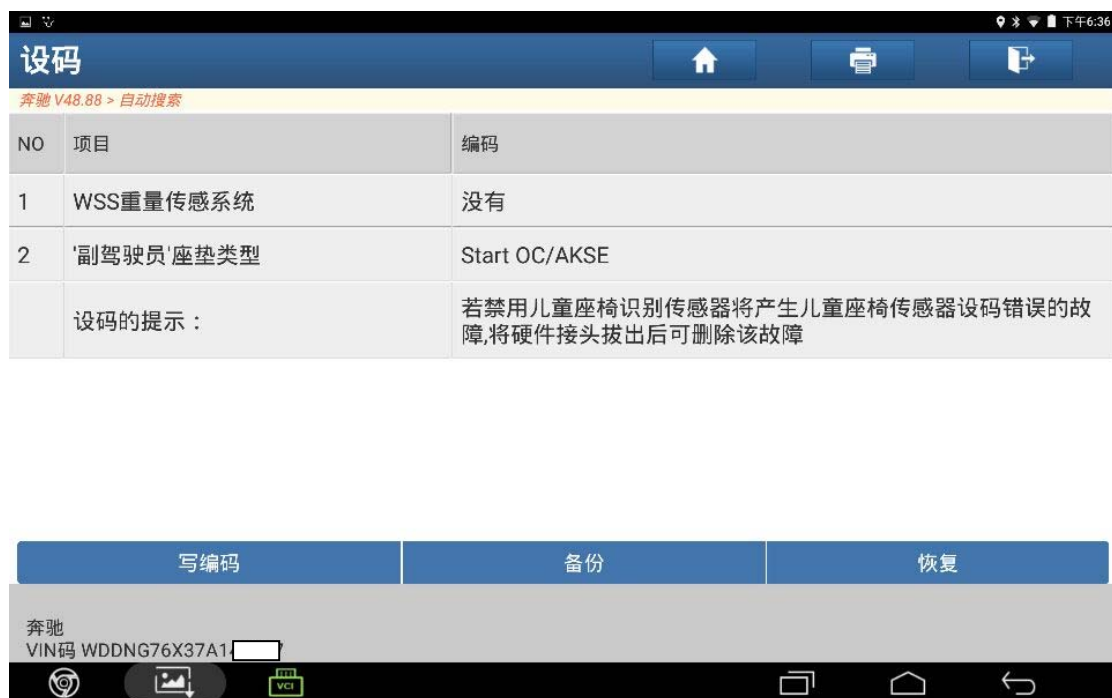 下午6:36
设码
奔驰 V48.88 > 自动搜索
NO 项目 编码
1 WSS重量传感系统 没有
2 '副驾驶员'座垫类型 Start OC/AKSE
设码的提示： 若禁用儿童座椅识别传感器将产生儿童座椅传感器设码错误的故
障,将硬件接头拔出后可删除该故障
写编码 备份 恢复
奔驰
VIN码 WDDNG76X37A1
VCI